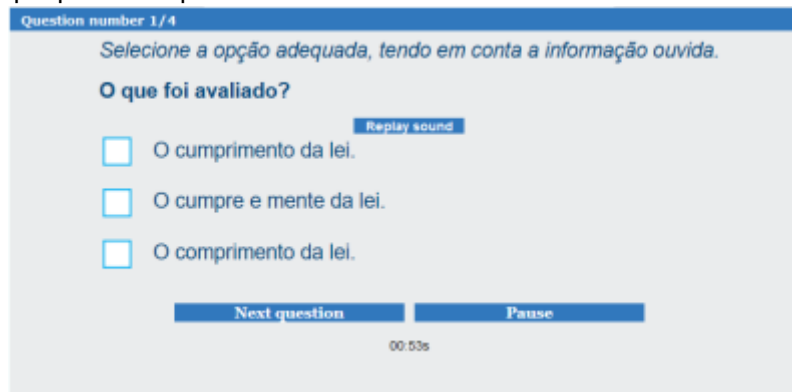 Question number 1/4
Selecione a opção adequada, tendo em conta a informação ouvida.
O que foi avaliado?
Replay sound
O cumprimento da lei.
O cumpre e mente da lei.
O comprimento da lei.
Next question
Pause
00:53s